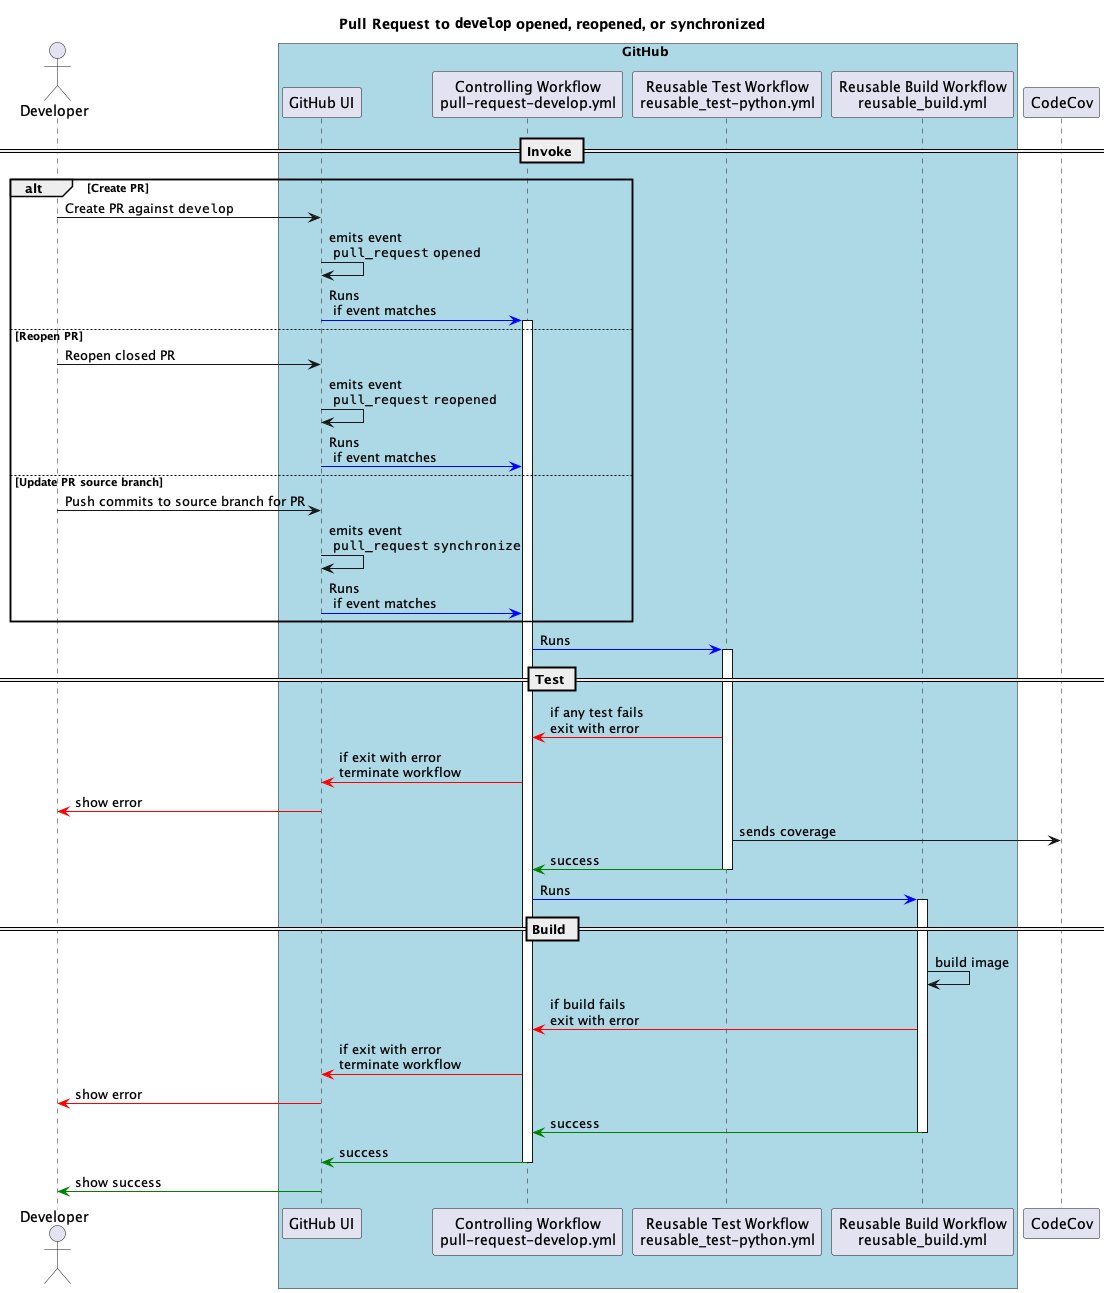 Pull Request to develop opened, reopened, or synchronized
GitHub
Developer
GitHub UI
Controlling Workflow
pull-request-develop.yml
Reusable Test Workflow
reusable_test-python.yml
Reusable Build Workflow
reusable_build.yml
CodeCov
Invoke
alt
[Create PR]
Create PR against develop
emits event
pull_request opened
Runs
if event matches
[Reopen PR]
Reopen closed PR
emits event
pull_request reopened
Runs
if event matches
[Update PR source branch]
Push commits to source branch for PR
emits event
pull_request synchronize
Runs
if event matches
Runs
Test
if any test fails
exit with error
if exit with error
terminate workflow
show error
sends coverage
success
Runs
Build
build image
if build fails
exit with error
if exit with error
terminate workflow
show error
success
success
show success
Developer
GitHub UI
Controlling Workflow
pull-request-develop.yml
Reusable Test Workflow
reusable_test-python.yml
Reusable Build Workflow
reusable_build.yml
CodeCov